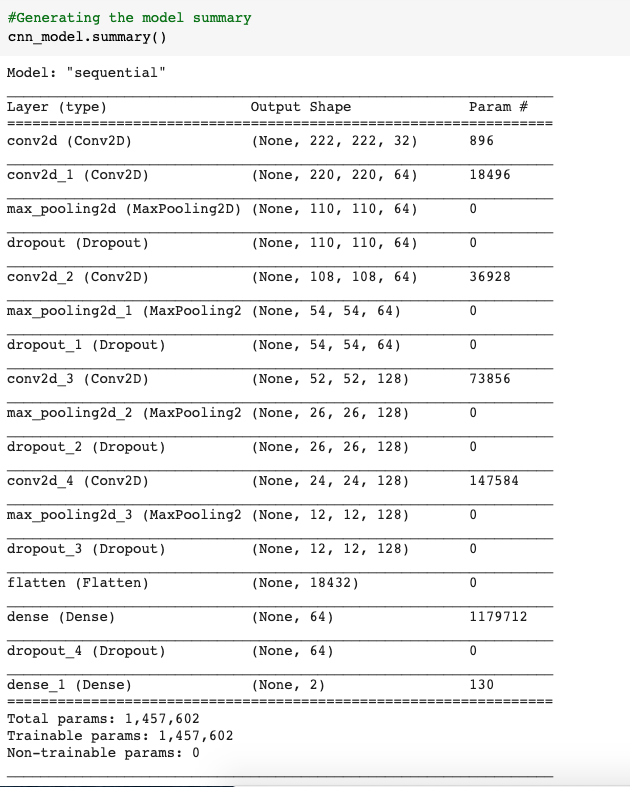 #Generating the model summary
cnn_model.summary()
Model: "sequential"
Layer (type) Output Shape Param #
conv2d (Conv2D) (None, 222, 222, 32) 896
conv2d_1 (Conv2D) (None, 220, 220, 64) 18496
max_pooling2d (MaxPooling2D) (None, 110, 110, 64) 0
dropout (Dropout) (None, 110, 110, 64) 0
conv2d_2 (Conv2D) (None, 108, 108, 64) 36928
max_pooling2d_1 (MaxPooling2 (None, 54, 54, 64) 0
dropout_1 (Dropout) (None, 54, 54, 64) 0
conv2d_3 (Conv2D) (None, 52, 52, 128) 73856
max_pooling2d_2 (MaxPooling2 (None, 26, 26, 128) 0
dropout_2 (Dropout) (None, 26, 26, 128) 0
conv2d_4 (Conv2D) (None, 24, 24, 128) 147584
max_pooling2d_3 (MaxPooling2 (None, 12, 12, 128) 0
dropout_3 (Dropout) (None, 12, 12, 128) 0
flatten (Flatten) (None, 18432) 0
dense (Dense) (None, 64) 1179712
dropout_4 (Dropout) (None, 64) 0
dense_1 (Dense) (None, 2) 130
Total params: 1,457,602
Trainable params: 1,457,602
Non-trainable params: 0